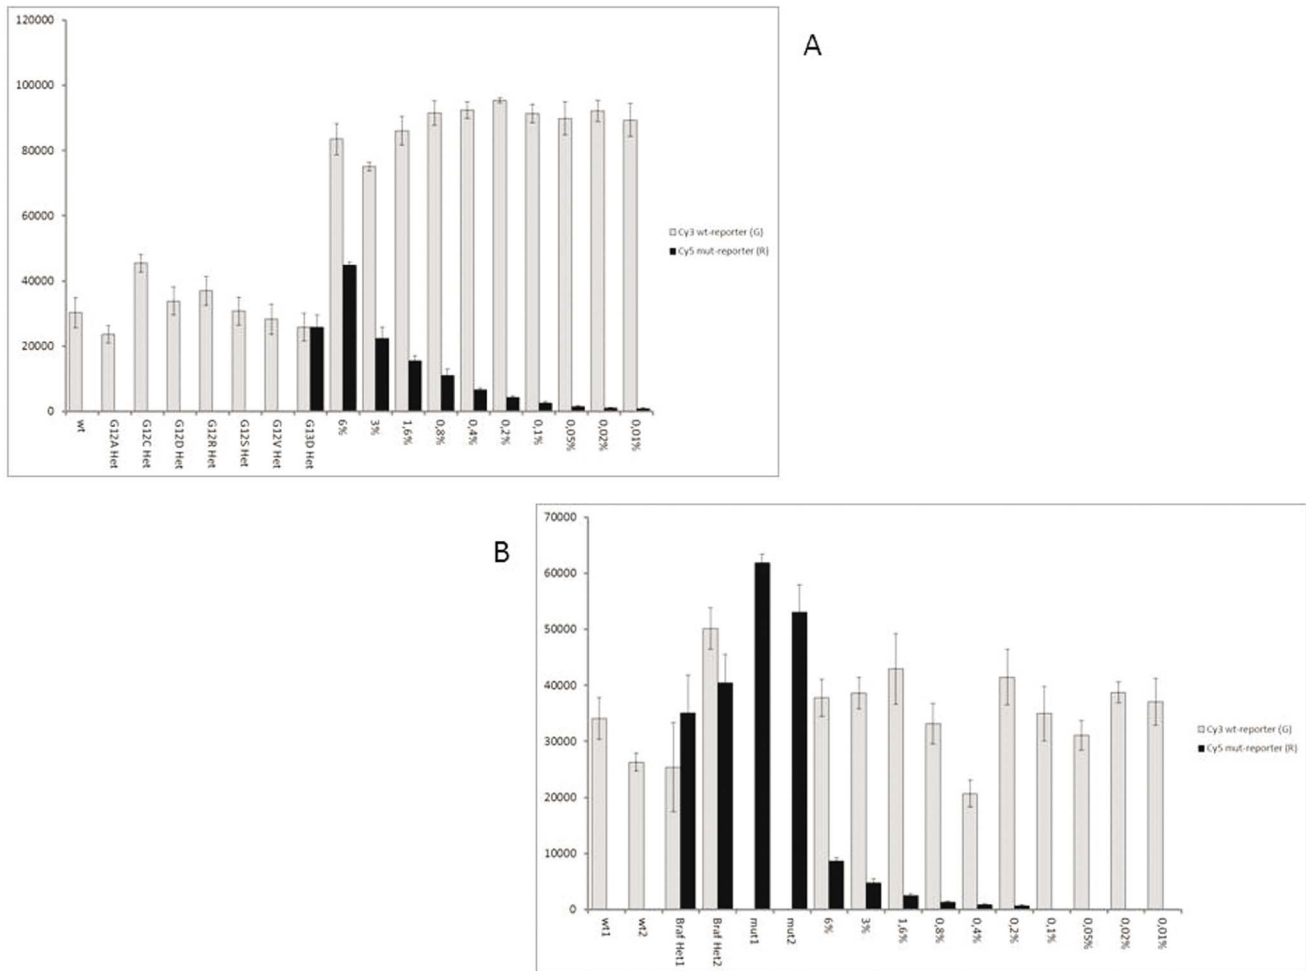 A
120000
100000
80000
60000
40000
20000
0
wt
G12A Het
G12C Het
G12D Het
G12R Het
G12S Het
G12V Het
G13D Het
6%
3%
1,6%
0,8%
0,4%
0,2%
0,1%
0,05%
0,02%
0,01%
Cy3 wt-reporter (G)
Cy5 mut-reporter (R)
B
70000
60000
50000
40000
30000
20000
10000
0
wt1
wt2
Braf Het1
Braf Het2
mut1
mut2
6%
3%
1,6%
0,8%
0,4%
0,2%
0,1%
0,05%
0,02%
0,01%
Cy3 wt-reporter (G)
Cy5 mut-reporter (R)